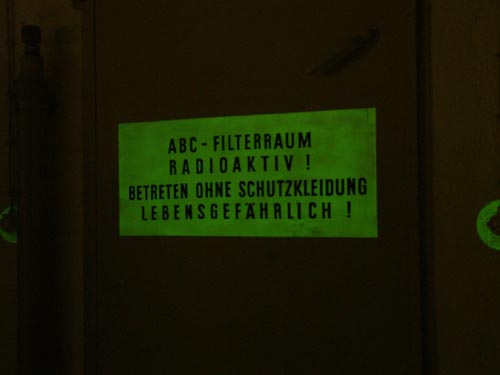 ABC - FILTERRAUM
RADIOAKTIV !
BETRETEN OHNE SCHUTZKLEIDUNG
LEBENSGEFÄHRLICH !